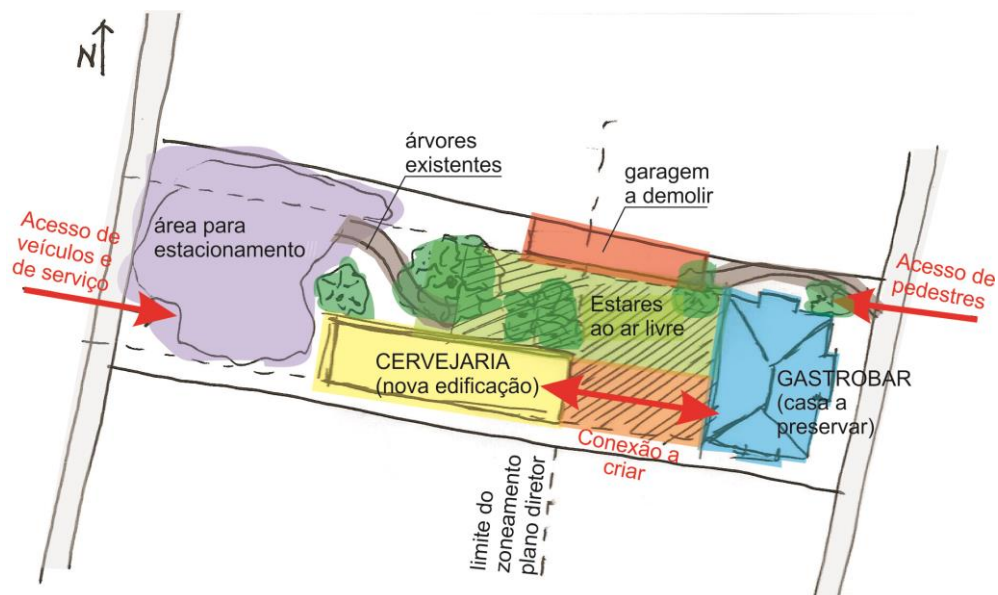 N
árvores
existentes
garagem
a demolir
área para
estacionamento
Acesso de
veículos e
de serviço
Acesso de
pedestres
Estares
ao ar livre
CERVEJARIA
(nova edificação)
GASTROBAR
(casa a
preservar)
Conexão a
criar
limite do
zoneamento
plano diretor